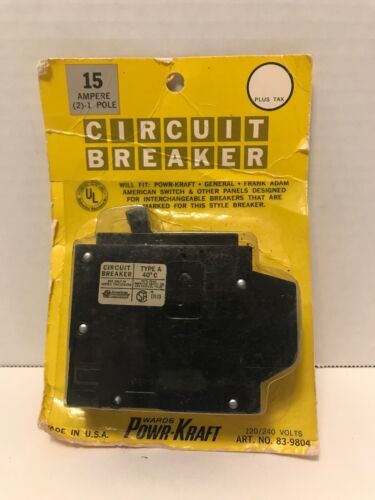 15
AMPERE
(2)-1 POLE
PLUS TAX
CIRCUIT
BREAKER
UL
WILL FIT: POWR-KRAFT • GENERAL • FRANK ADAM
AMERICAN SWITCH & OTHER PANELS DESIGNED
FOR INTERCHANGEABLE BREAKERS THAT ARE
MARKED FOR THIS STYLE BREAKER.
CIRCUIT
BREAKER
TYPE A
40°C
MADE IN U.S.A.
WARDS
POWR-KRAFT
120/240 VOLTS
ART. NO. 83-9804